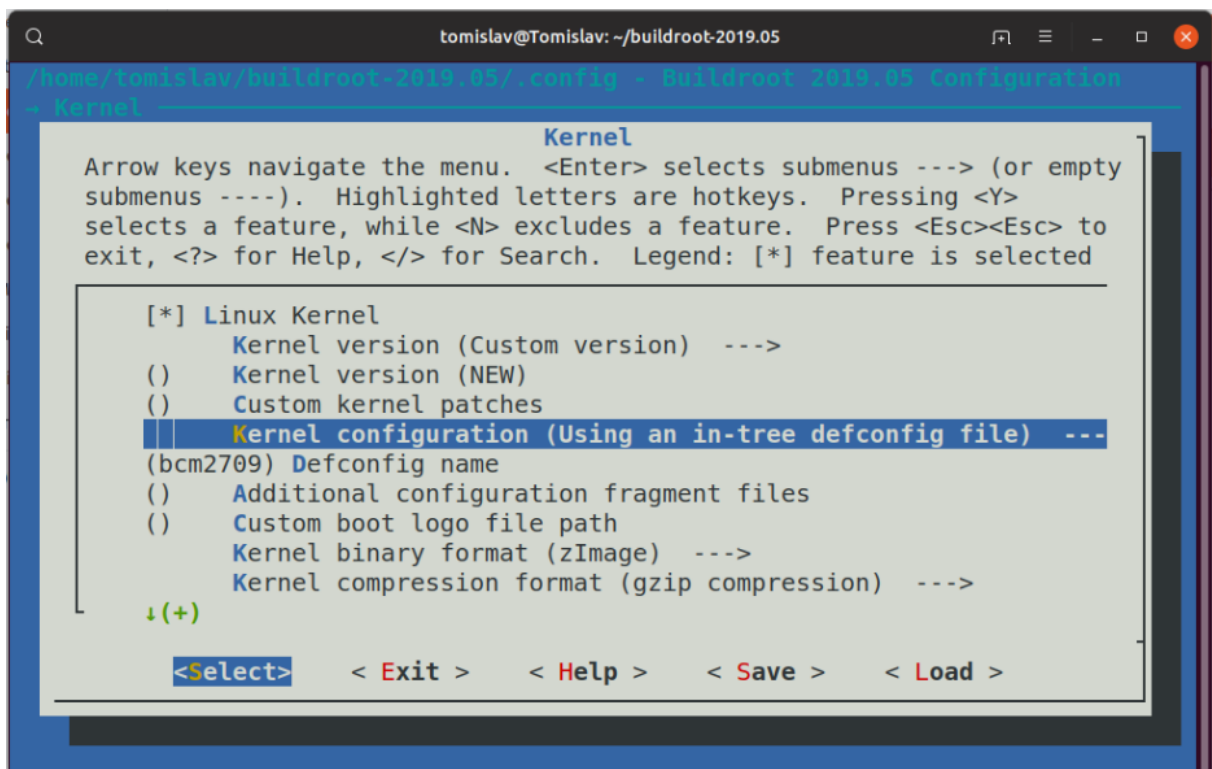 tomislav@Tomislav: ~/buildroot-2019.05
/home/tomislav/buildroot-2019.05/.config - Buildroot 2019.05 Configuration
→ Kernel
Kernel
Arrow keys navigate the menu.  <Enter> selects submenus ---> (or empty
submenus ----).  Highlighted letters are hotkeys.  Pressing <Y>
selects a feature, while <N> excludes a feature.  Press <Esc><Esc> to
exit, <?> for Help, </> for Search.  Legend: [*] feature is selected
[*] Linux Kernel
Kernel version (Custom version)  --->
()    Kernel version (NEW)
()    Custom kernel patches
Kernel configuration (Using an in-tree defconfig file)  ---
(bcm2709) Defconfig name
()    Additional configuration fragment files
()    Custom boot logo file path
Kernel binary format (zImage)  --->
Kernel compression format (gzip compression)  --->
↓(+)
<Select>    < Exit >    < Help >    < Save >    < Load >